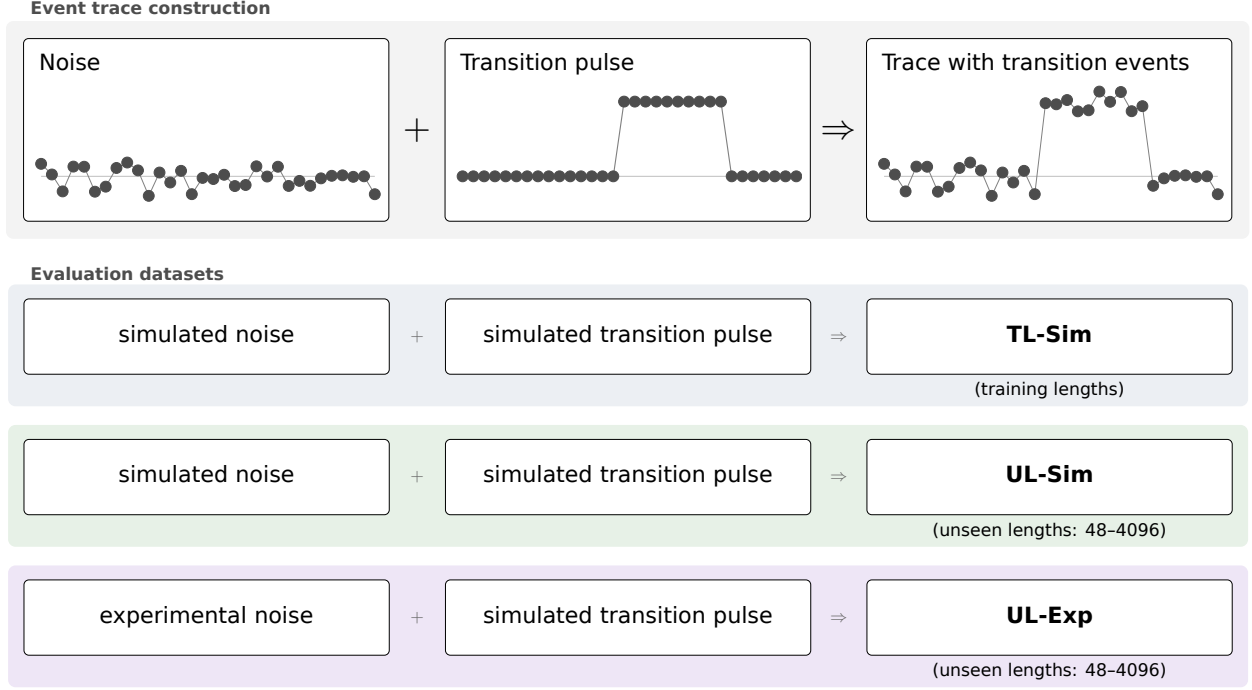 Event trace construction
Noise
+
Transition pulse
⇒
Trace with transition events
Evaluation datasets
simulated noise + simulated transition pulse ⇒ TL-Sim
(training lengths)
simulated noise + simulated transition pulse ⇒ UL-Sim
(unseen lengths: 48–4096)
experimental noise + simulated transition pulse ⇒ UL-Exp
(unseen lengths: 48–4096)